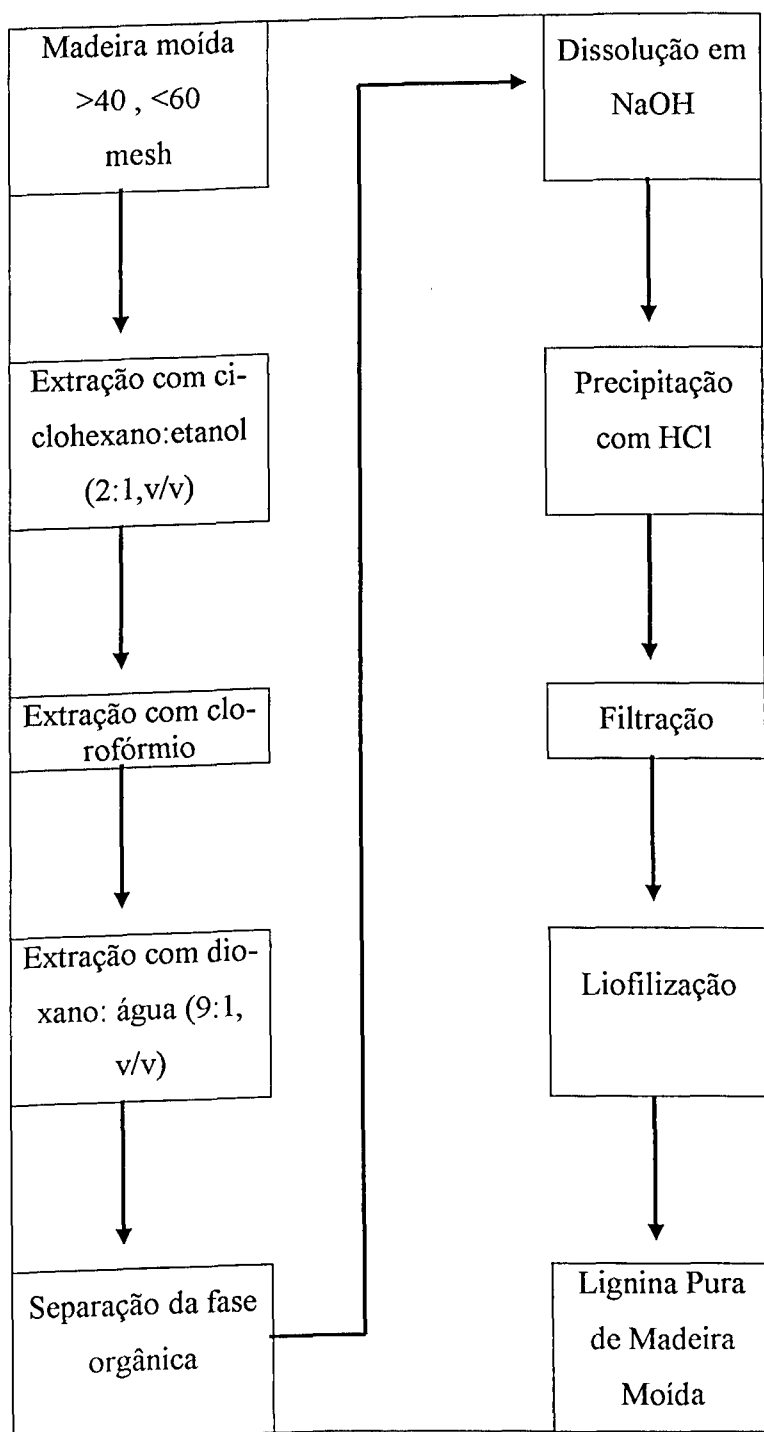 Madeira moída
>40 , <60
mesh
Extração com ci-
clohexano:etanol
(2:1,v/v)
Extração com clo-
rofórmio
Extração com dio-
xano: água (9:1,
v/v)
Separação da fase
orgânica
Dissolução em
NaOH
Precipitação
com HCl
Filtração
Liofilização
Lignina Pura
de Madeira
Moída